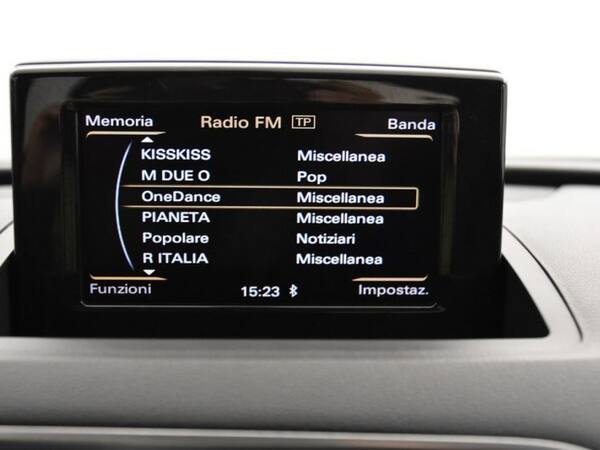 Memoria Radio FM TP Banda
KISSKISS Miscellanea
M DUE O Pop
OneDance Miscellanea
PIANETA Miscellanea
Popolare Notiziari
R ITALIA Miscellanea
Funzioni 15:23 Impostaz.